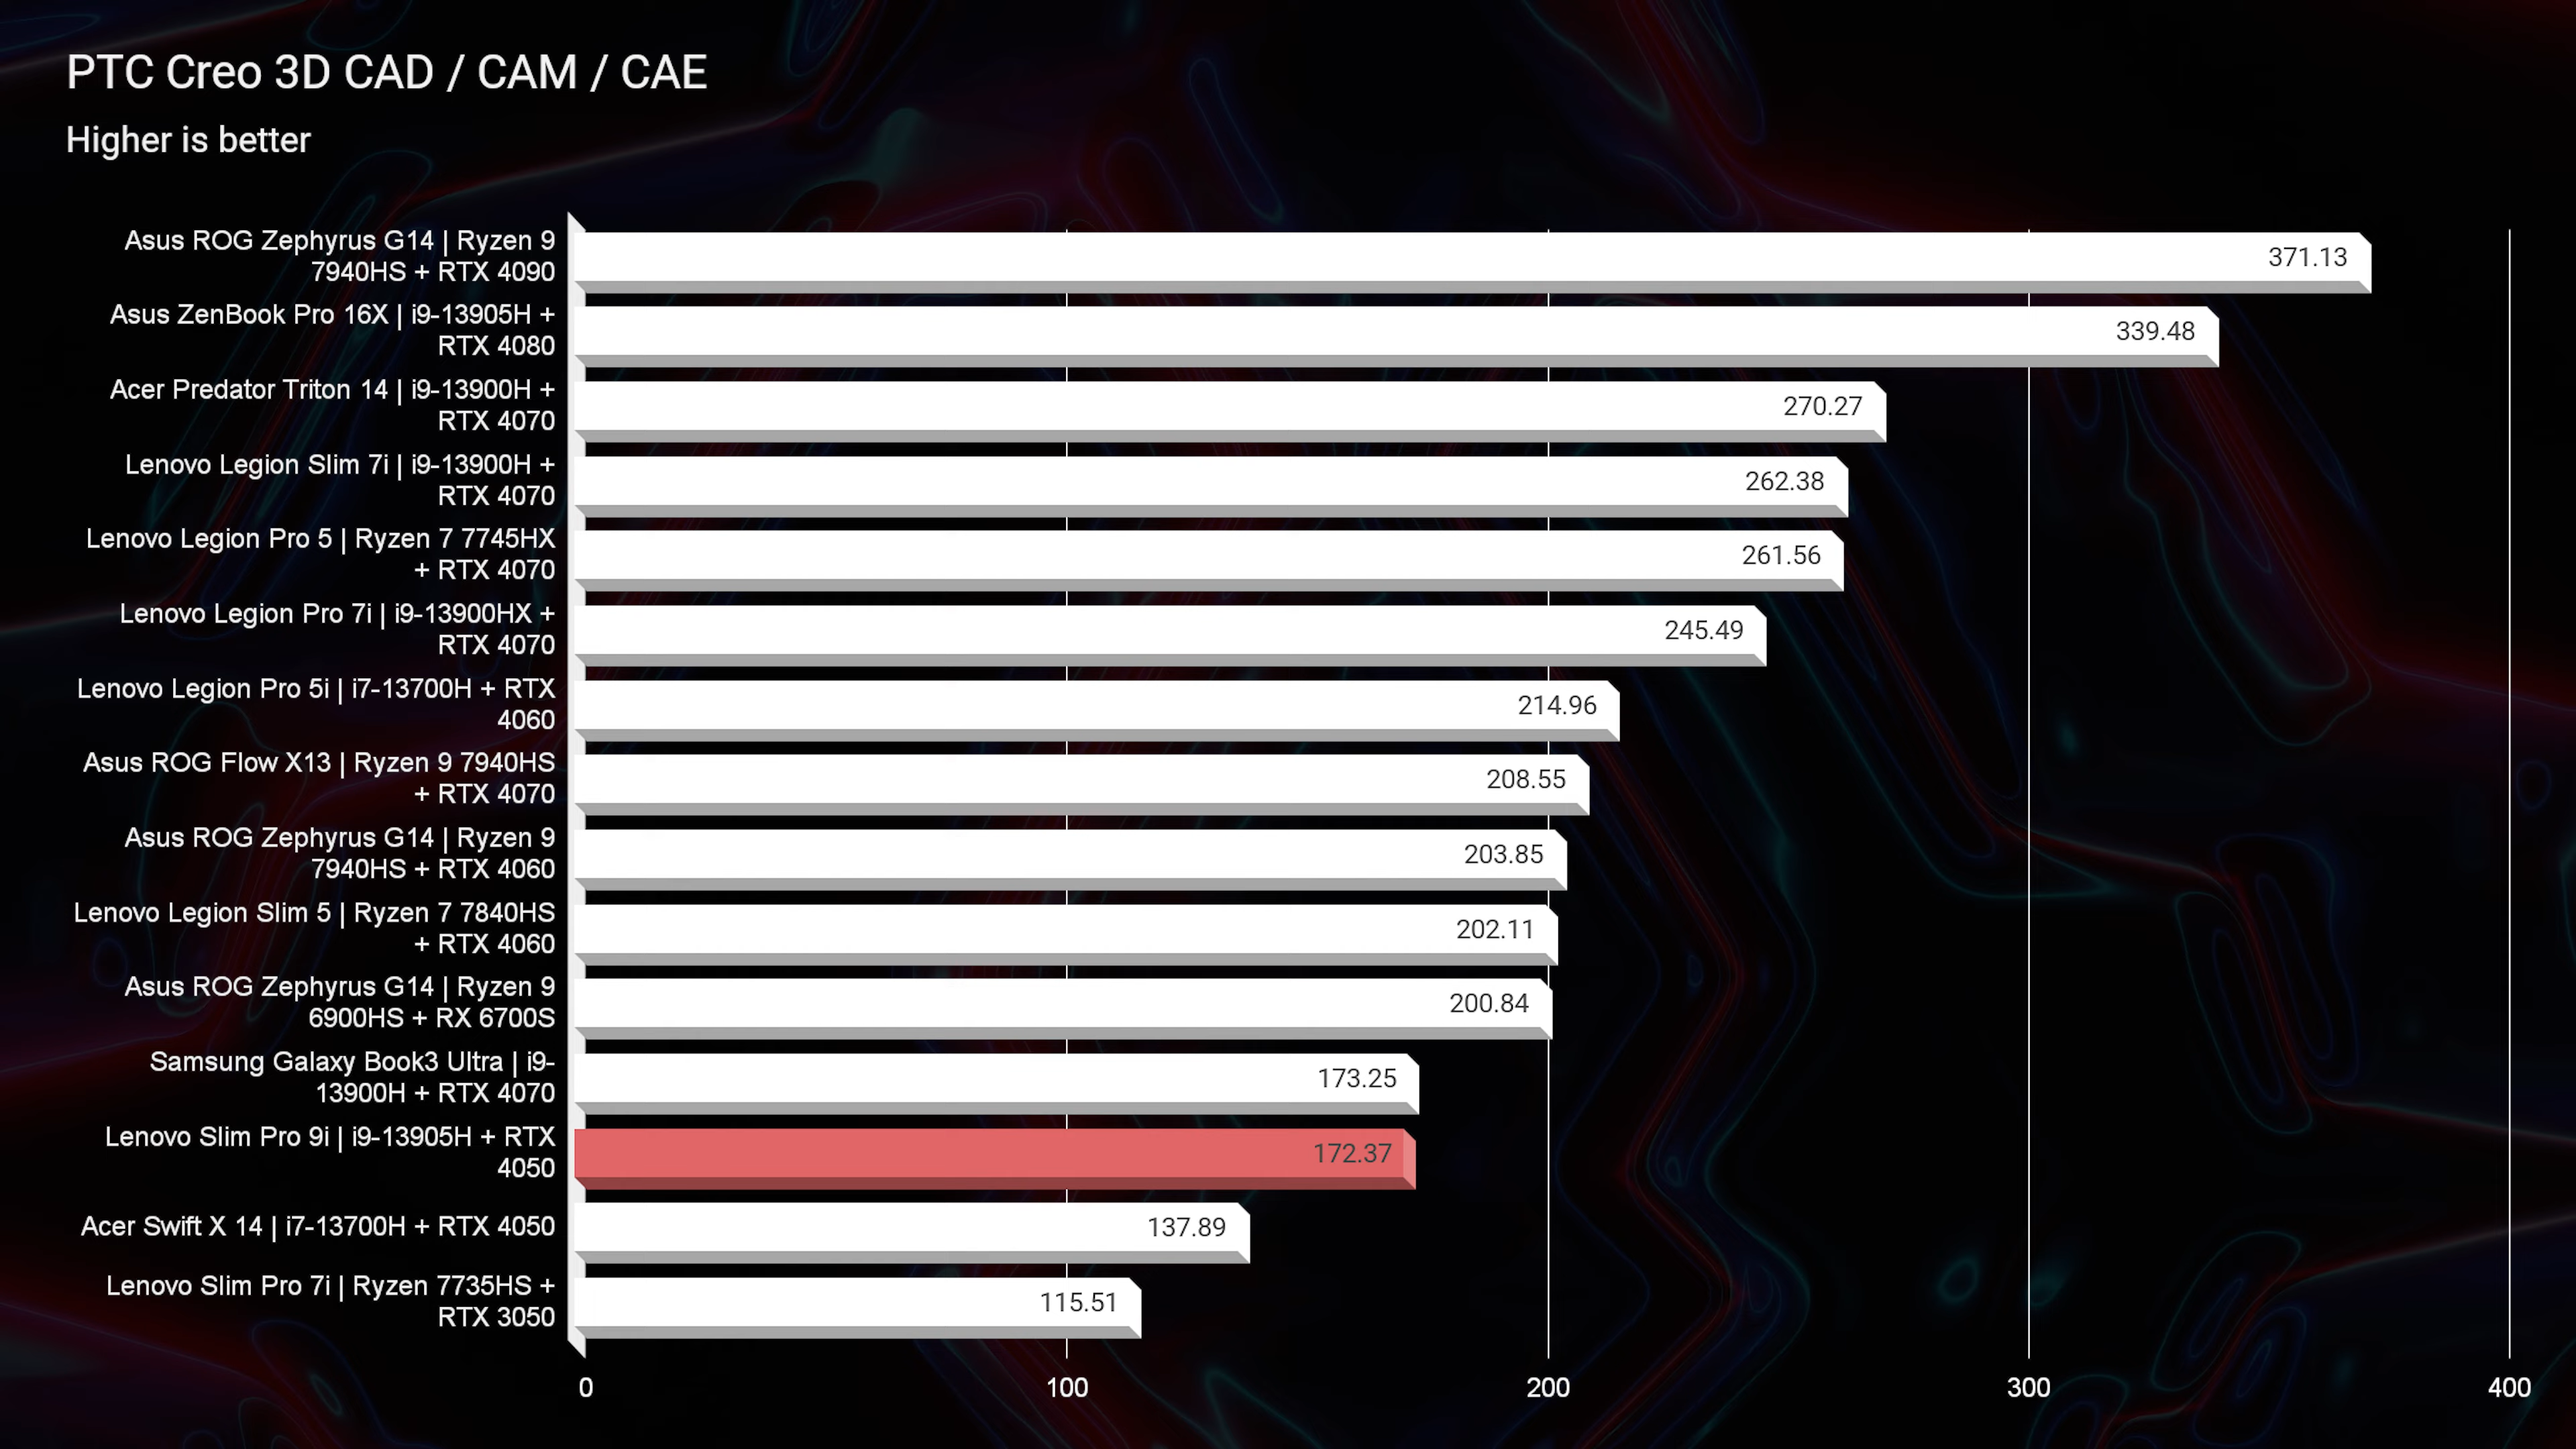 PTC Creo 3D CAD / CAM / CAE
Higher is better
Asus ROG Zephyrus G14 | Ryzen 9
7940HS + RTX 4090
371.13
Asus ZenBook Pro 16X | i9-13905H +
RTX 4080
339.48
Acer Predator Triton 14 | i9-13900H +
RTX 4070
270.27
Lenovo Legion Slim 7i | i9-13900H +
RTX 4070
262.38
Lenovo Legion Pro 5 | Ryzen 7 7745HX
+ RTX 4070
261.56
Lenovo Legion Pro 7i | i9-13900HX +
RTX 4070
245.49
Lenovo Legion Pro 5i | i7-13700H + RTX
4060
214.96
Asus ROG Flow X13 | Ryzen 9 7940HS
+ RTX 4070
208.55
Asus ROG Zephyrus G14 | Ryzen 9
7940HS + RTX 4060
203.85
Lenovo Legion Slim 5 | Ryzen 7 7840HS
+ RTX 4060
202.11
Asus ROG Zephyrus G14 | Ryzen 9
6900HS + RX 6700S
200.84
Samsung Galaxy Book3 Ultra | i9-
13900H + RTX 4070
173.25
Lenovo Slim Pro 9i | i9-13905H + RTX
4050
172.37
Acer Swift X 14 | i7-13700H + RTX 4050
137.89
Lenovo Slim Pro 7i | Ryzen 7735HS +
RTX 3050
115.51
0 100 200 300 400